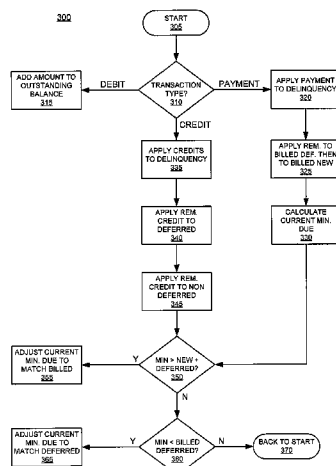 300
START
305
DEBIT
TRANSACTION
TYPE?
310
PAYMENT
ADD AMOUNT TO
OUTSTANDING
BALANCE
315
APPLY PAYMENT
TO DELINQUENCY
320
CREDIT
APPLY CREDITS
TO DELINQUENCY
335
APPLY REM. TO
BILLED DEF. THEN
TO BILLED NEW
325
APPLY REM.
CREDIT TO
DEFERRED
340
CALCULATE
CURRENT MIN.
DUE
330
APPLY REM.
CREDIT TO NON
DEFERRED
345
ADJUST CURRENT
MIN. DUE TO
MATCH BILLED
355
Y
MIN > NEW +
DEFERRED?
350
N
ADJUST CURRENT
MIN. DUE TO
MATCH DEFERRED
365
Y
MIN < BILLED
DEFERRED?
360
N
BACK TO START
370